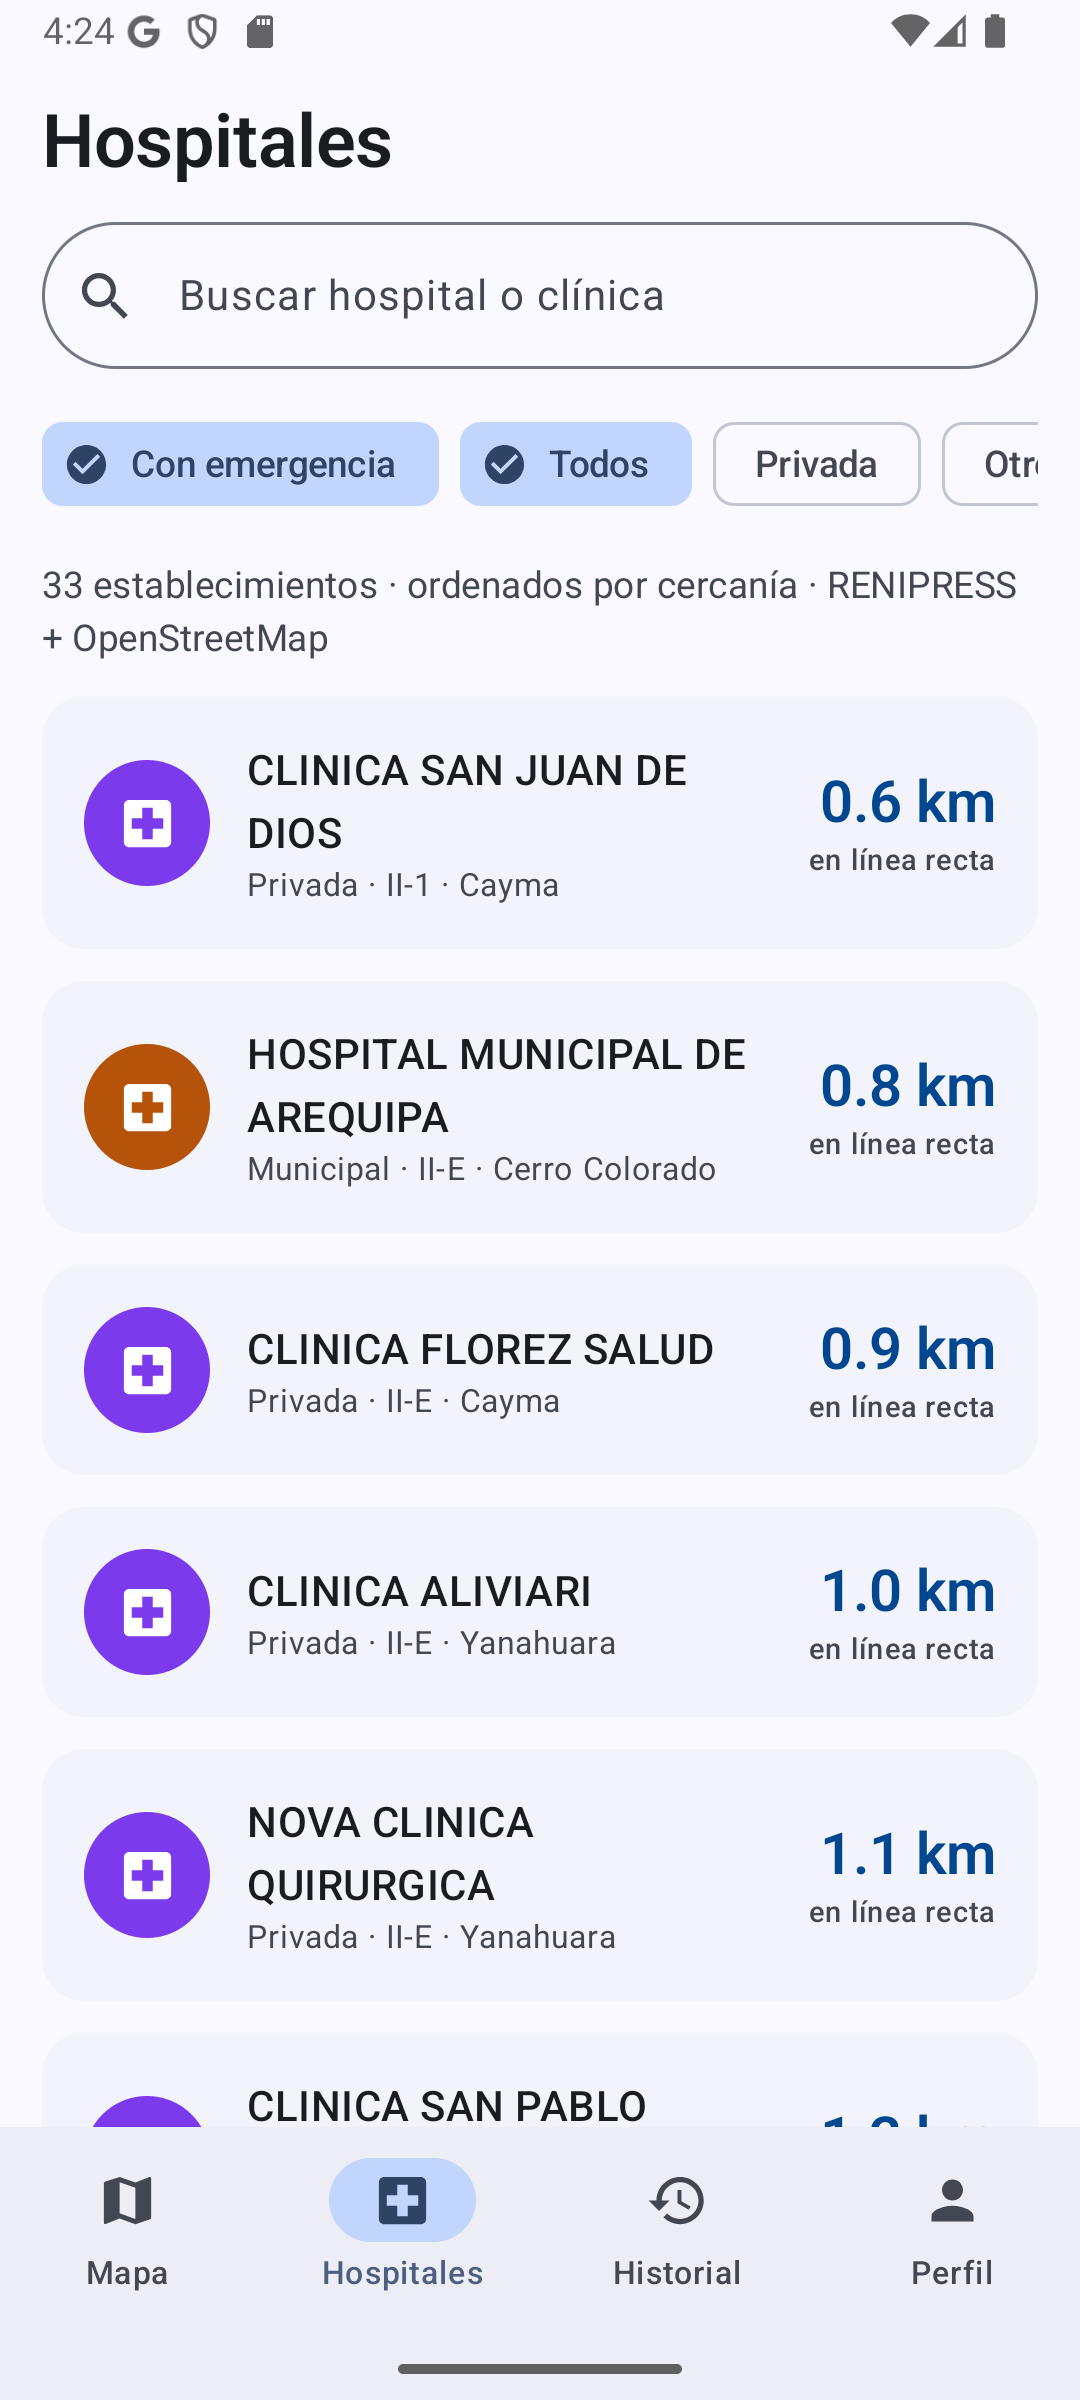 4:24
Hospitales
Buscar hospital o clínica
Con emergencia
Todos
Privada
33 establecimientos · ordenados por cercanía · RENIPRESS
+ OpenStreetMap
CLINICA SAN JUAN DE
DIOS
Privada · II-1 · Cayma
0.6 km
en línea recta
HOSPITAL MUNICIPAL DE
AREQUIPA
Municipal · II-E · Cerro Colorado
0.8 km
en línea recta
CLINICA FLOREZ SALUD
Privada · II-E · Cayma
0.9 km
en línea recta
CLINICA ALIVIARI
Privada · II-E · Yanahuara
1.0 km
en línea recta
NOVA CLINICA
QUIRURGICA
Privada · II-E · Yanahuara
1.1 km
en línea recta
CLINICA SAN PABLO
Mapa
Hospitales
Historial
Perfil